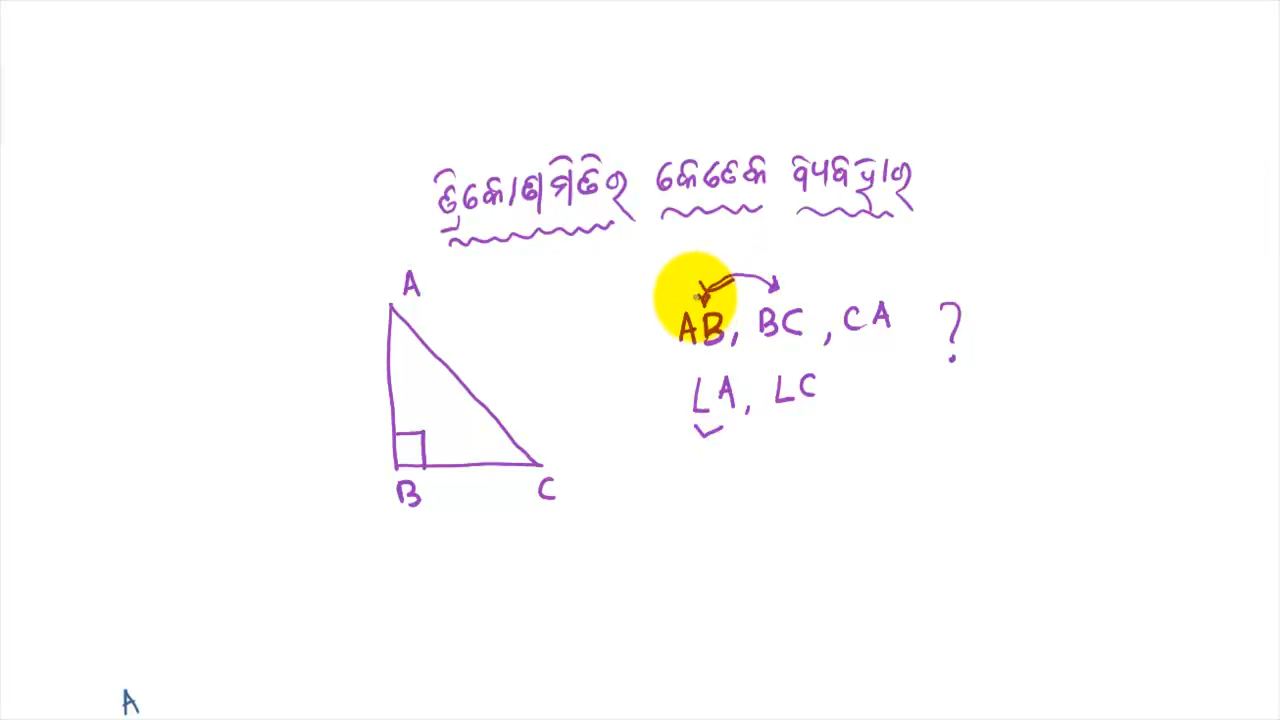 ତ୍ରିକୋଣମିତିର କେତେକ ବ୍ୟବହାର
A
AB, BC, CA ?
∠A, ∠C
B C
A